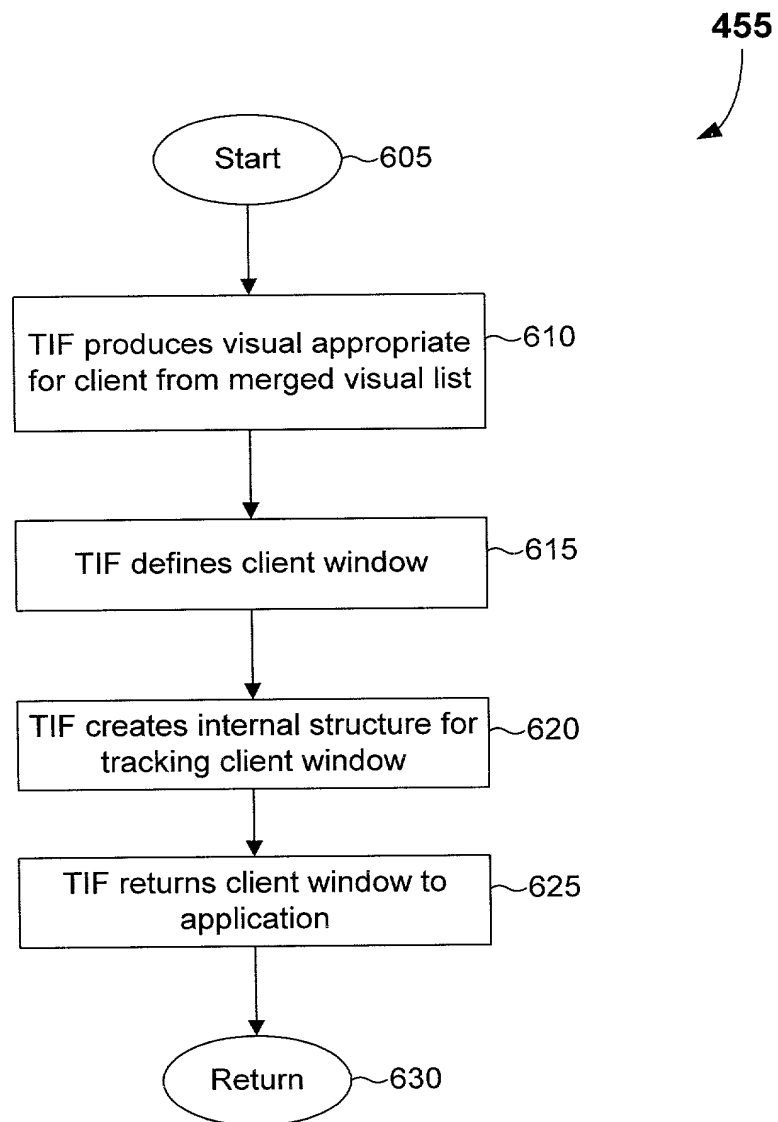 455
Start
605
TIF produces visual appropriate
for client from merged visual list
610
TIF defines client window
615
TIF creates internal structure for
tracking client window
620
TIF returns client window to
application
625
Return
630